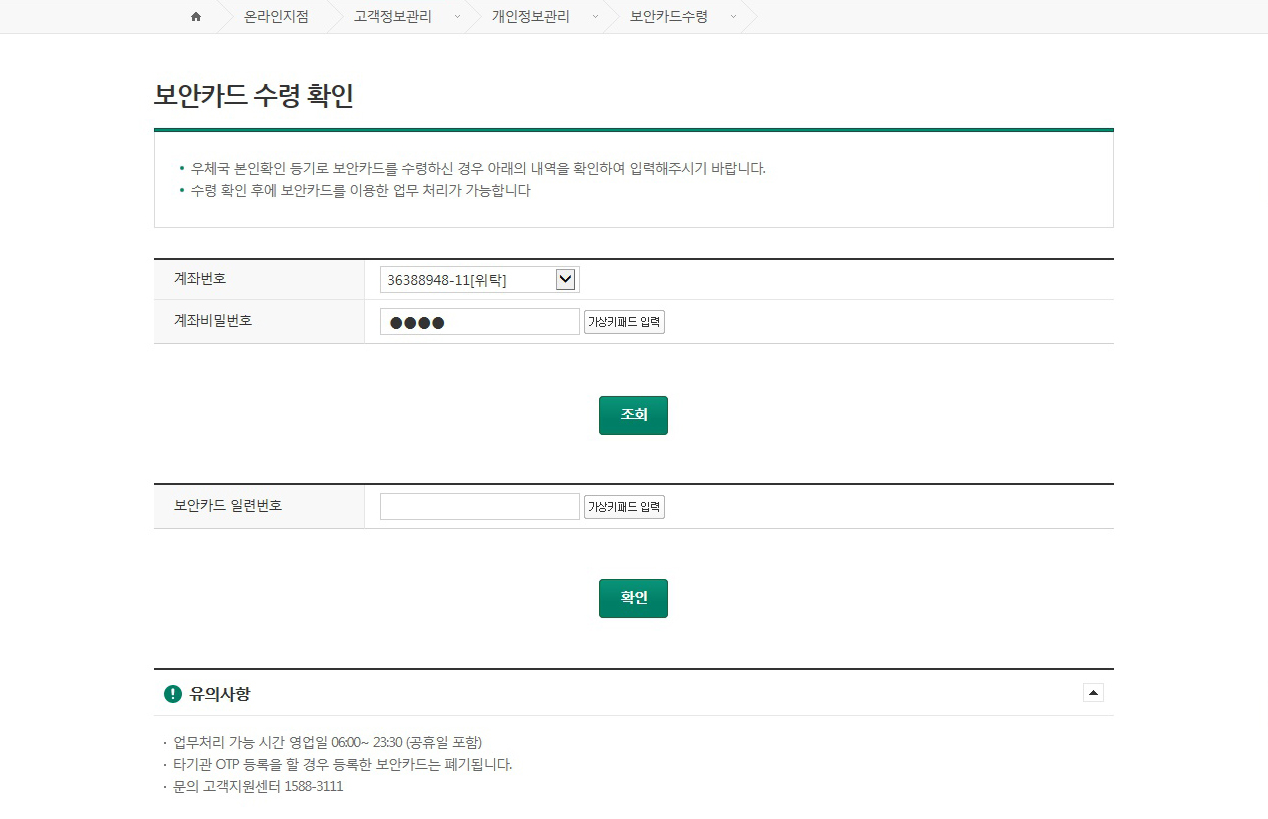 온라인지점 고객정보관리 개인정보관리 보안카드수령
보안카드 수령 확인
• 우체국 본인확인 등기로 보안카드를 수령하신 경우 아래의 내역을 확인하여 입력해주시기 바랍니다.
• 수령 확인 후에 보안카드를 이용한 업무 처리가 가능합니다
계좌번호 36388948-11[위탁]
계좌비밀번호 ●●●● 가상키패드 입력
조회
보안카드 일련번호 가상키패드 입력
확인
유의사항
· 업무처리 가능 시간 영업일 06:00~ 23:30 (공휴일 포함)
· 타기관 OTP 등록을 할 경우 등록한 보안카드는 폐기됩니다.
· 문의 고객지원센터 1588-3111